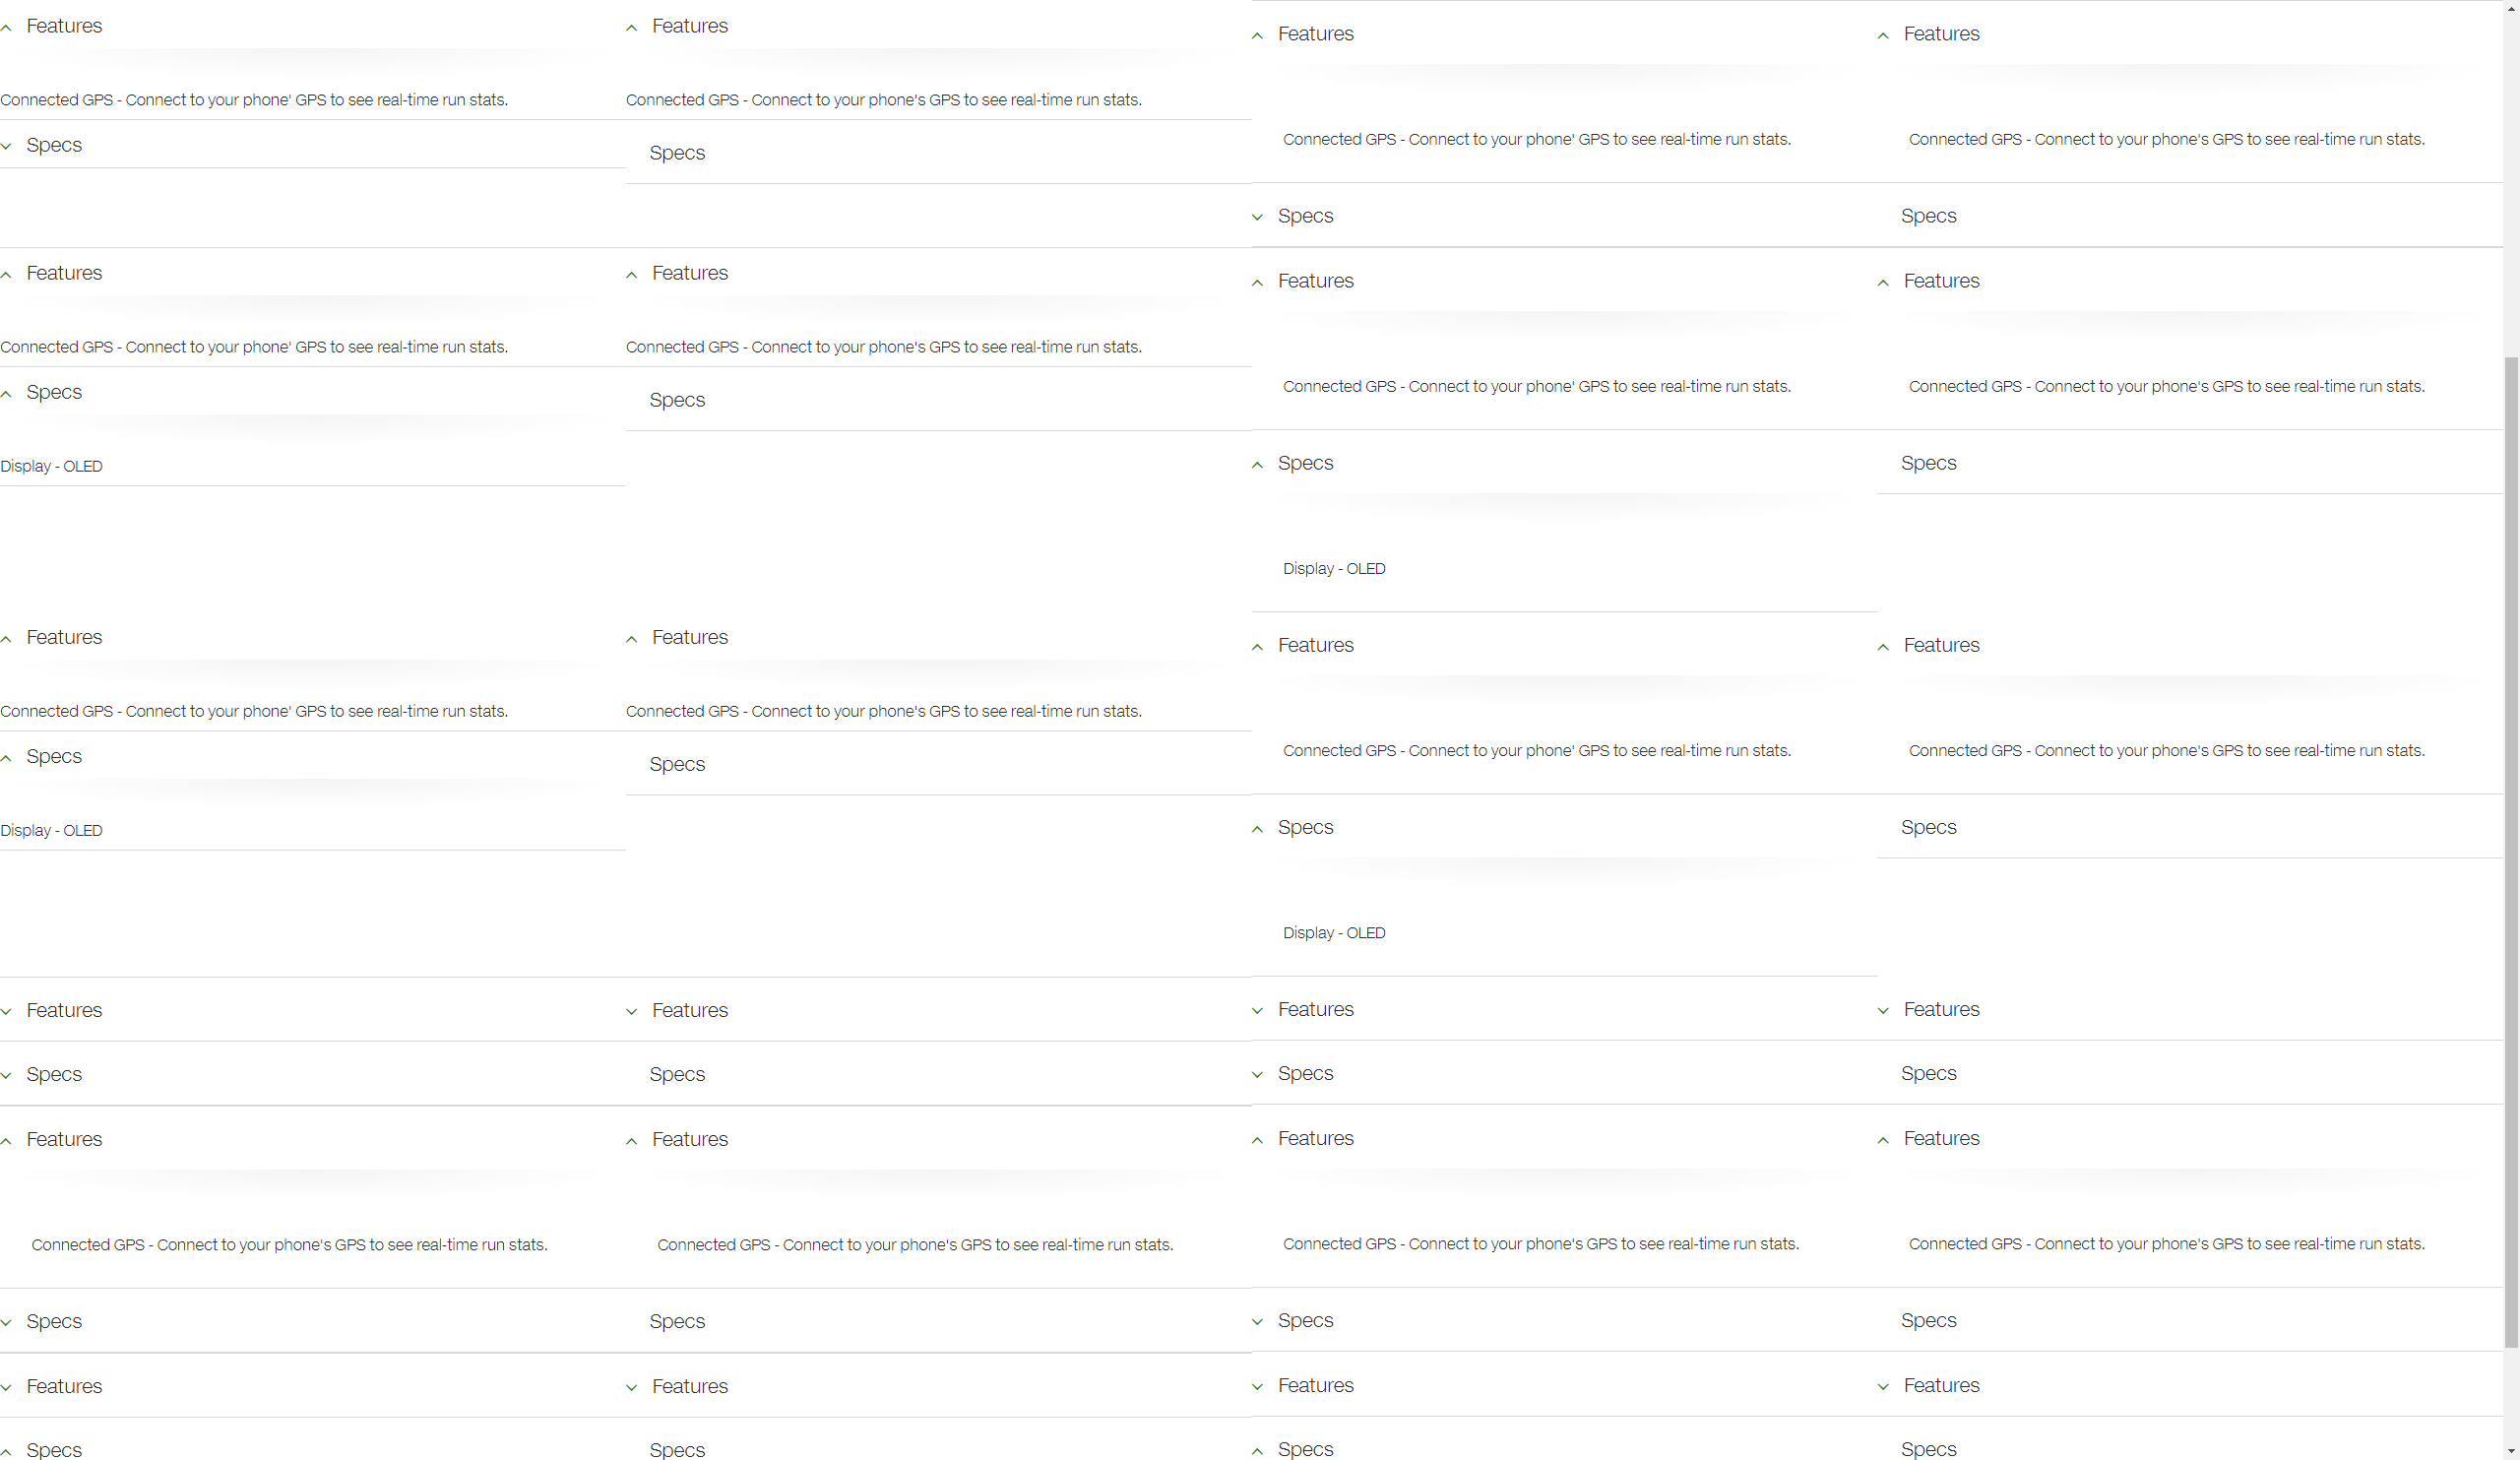 Features Features Features Features
Connected GPS - Connect to your phone' GPS to see real-time run stats. Connected GPS - Connect to your phone's GPS to see real-time run stats.
Connected GPS - Connect to your phone' GPS to see real-time run stats. Connected GPS - Connect to your phone's GPS to see real-time run stats.
Specs Specs
Specs Specs
Features Features Features Features
Connected GPS - Connect to your phone' GPS to see real-time run stats. Connected GPS - Connect to your phone's GPS to see real-time run stats.
Connected GPS - Connect to your phone' GPS to see real-time run stats. Connected GPS - Connect to your phone's GPS to see real-time run stats.
Specs Specs
Specs Specs
Display - OLED
Display - OLED
Features Features Features Features
Connected GPS - Connect to your phone' GPS to see real-time run stats. Connected GPS - Connect to your phone's GPS to see real-time run stats.
Connected GPS - Connect to your phone' GPS to see real-time run stats. Connected GPS - Connect to your phone's GPS to see real-time run stats.
Specs Specs
Specs Specs
Display - OLED
Display - OLED
Features Features Features Features
Specs Specs Specs Specs
Features Features Features Features
Connected GPS - Connect to your phone's GPS to see real-time run stats. Connected GPS - Connect to your phone's GPS to see real-time run stats. Connected GPS - Connect to your phone's GPS to see real-time run stats. Connected GPS - Connect to your phone's GPS to see real-time run stats.
Specs Specs Specs Specs
Features Features Features Features
Specs Specs Specs Specs